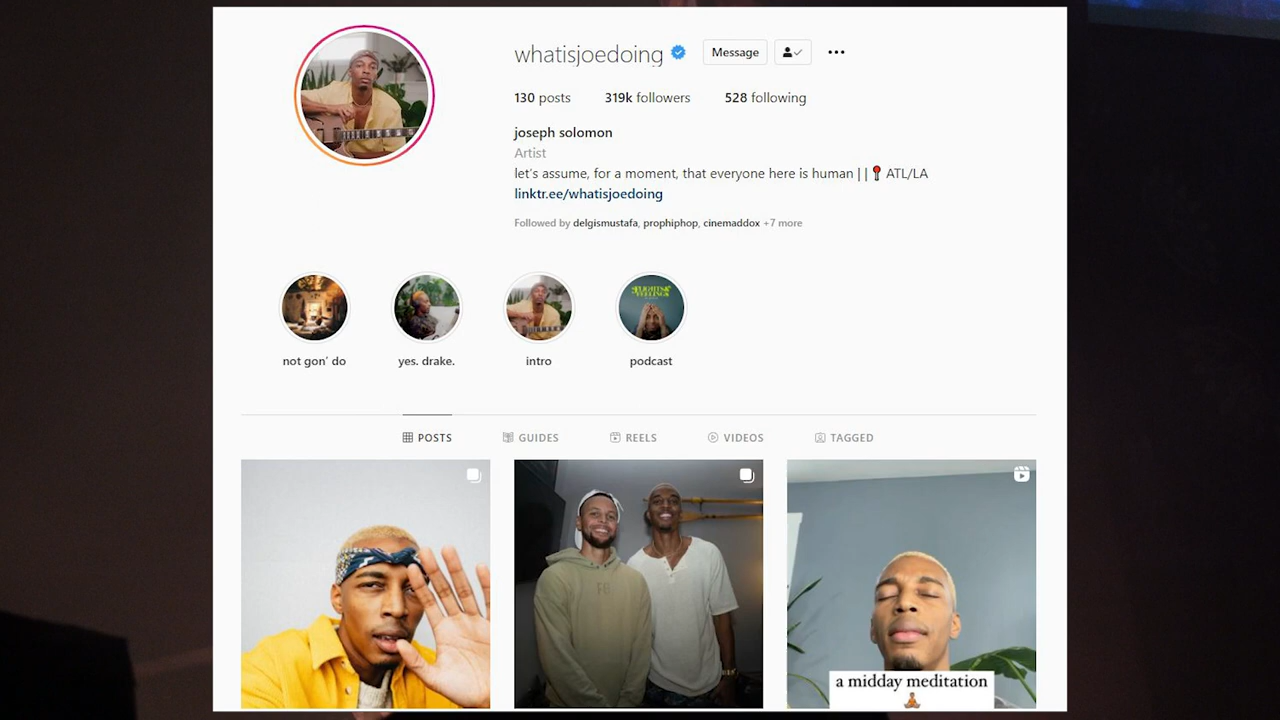 whatisjoedoing
Message
130 posts 319k followers 528 following
joseph solomon
Artist
let's assume, for a moment, that everyone here is human || ATL/LA
linktr.ee/whatisjoedoing
Followed by delgismustafa, prophiphop, cinemaddox +7 more
not gon' do yes. drake. intro podcast
POSTS GUIDES REELS VIDEOS TAGGED
a midday meditation